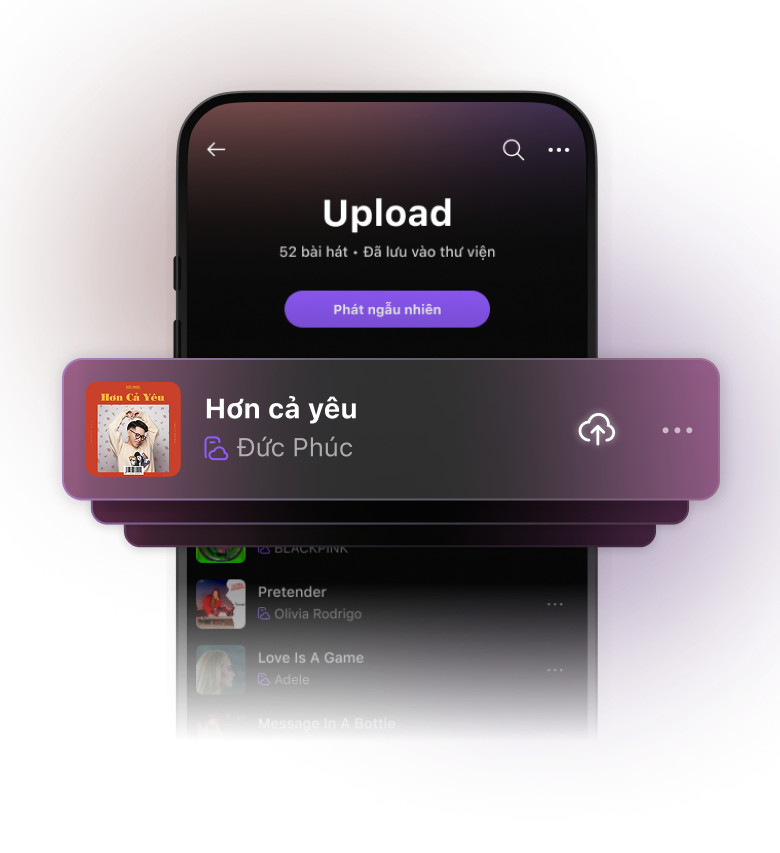 Upload
52 bài hát • Đã lưu vào thư viện
Phát ngẫu nhiên
Hơn Cả Yêu
Hơn cả yêu
Đức Phúc
BLACKPINK
Pretender
Olivia Rodrigo
Love Is A Game
Adele
Message In A Bottle